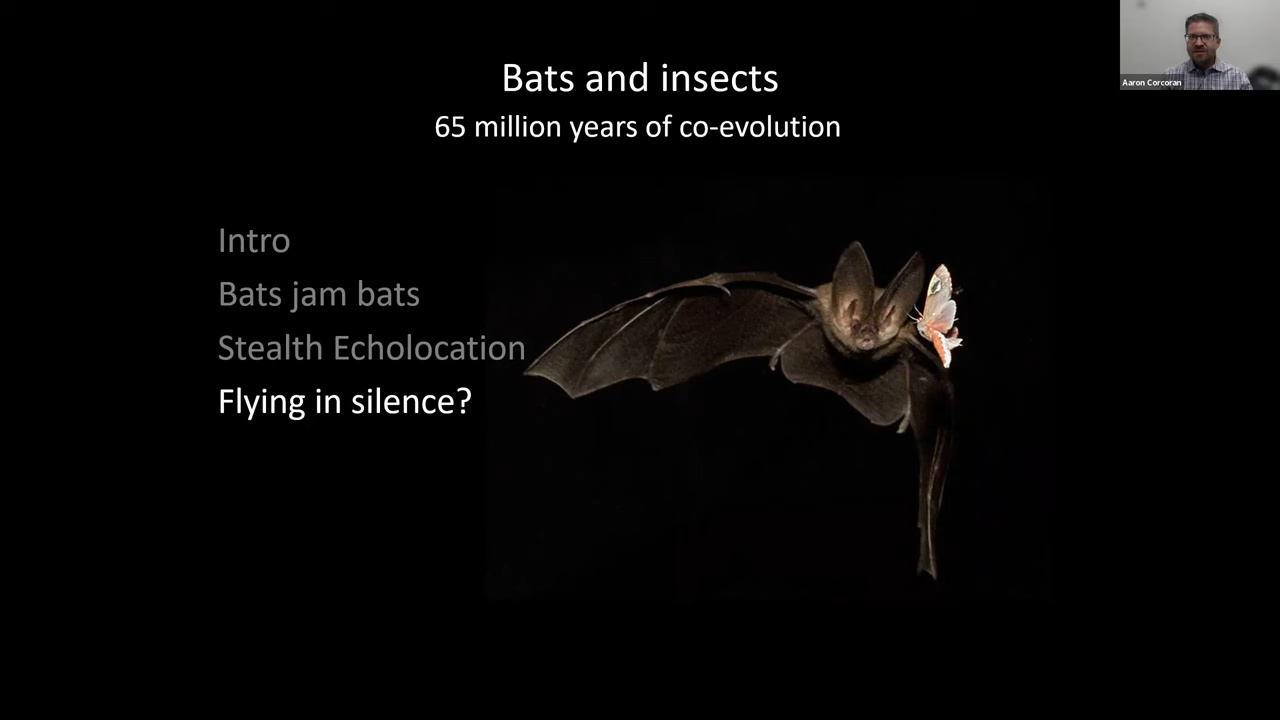 Bats and insects
65 million years of co-evolution
Aaron Corcoran
Intro
Bats jam bats
Stealth Echolocation
Flying in silence?